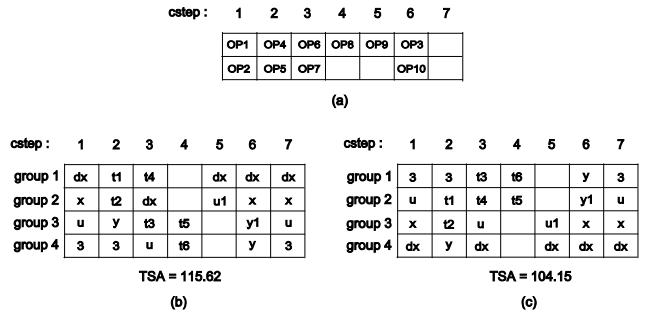 cstep : 1 2 3 4 5 6 7
OP1 OP4 OP6 OP8 OP9 OP3
OP2 OP5 OP7 OP10
(a)
cstep : 1 2 3 4 5 6 7
group 1 dx t1 t4 dx dx dx
group 2 x t2 dx u1 x x
group 3 u y t3 t5 y1 u
group 4 3 3 u t6 y 3
TSA = 115.62
(b)
cstep : 1 2 3 4 5 6 7
group 1 3 3 t3 t6 y 3
group 2 u t1 t4 t5 y1 u
group 3 x t2 u u1 x x
group 4 dx y dx dx dx dx
TSA = 104.15
(c)